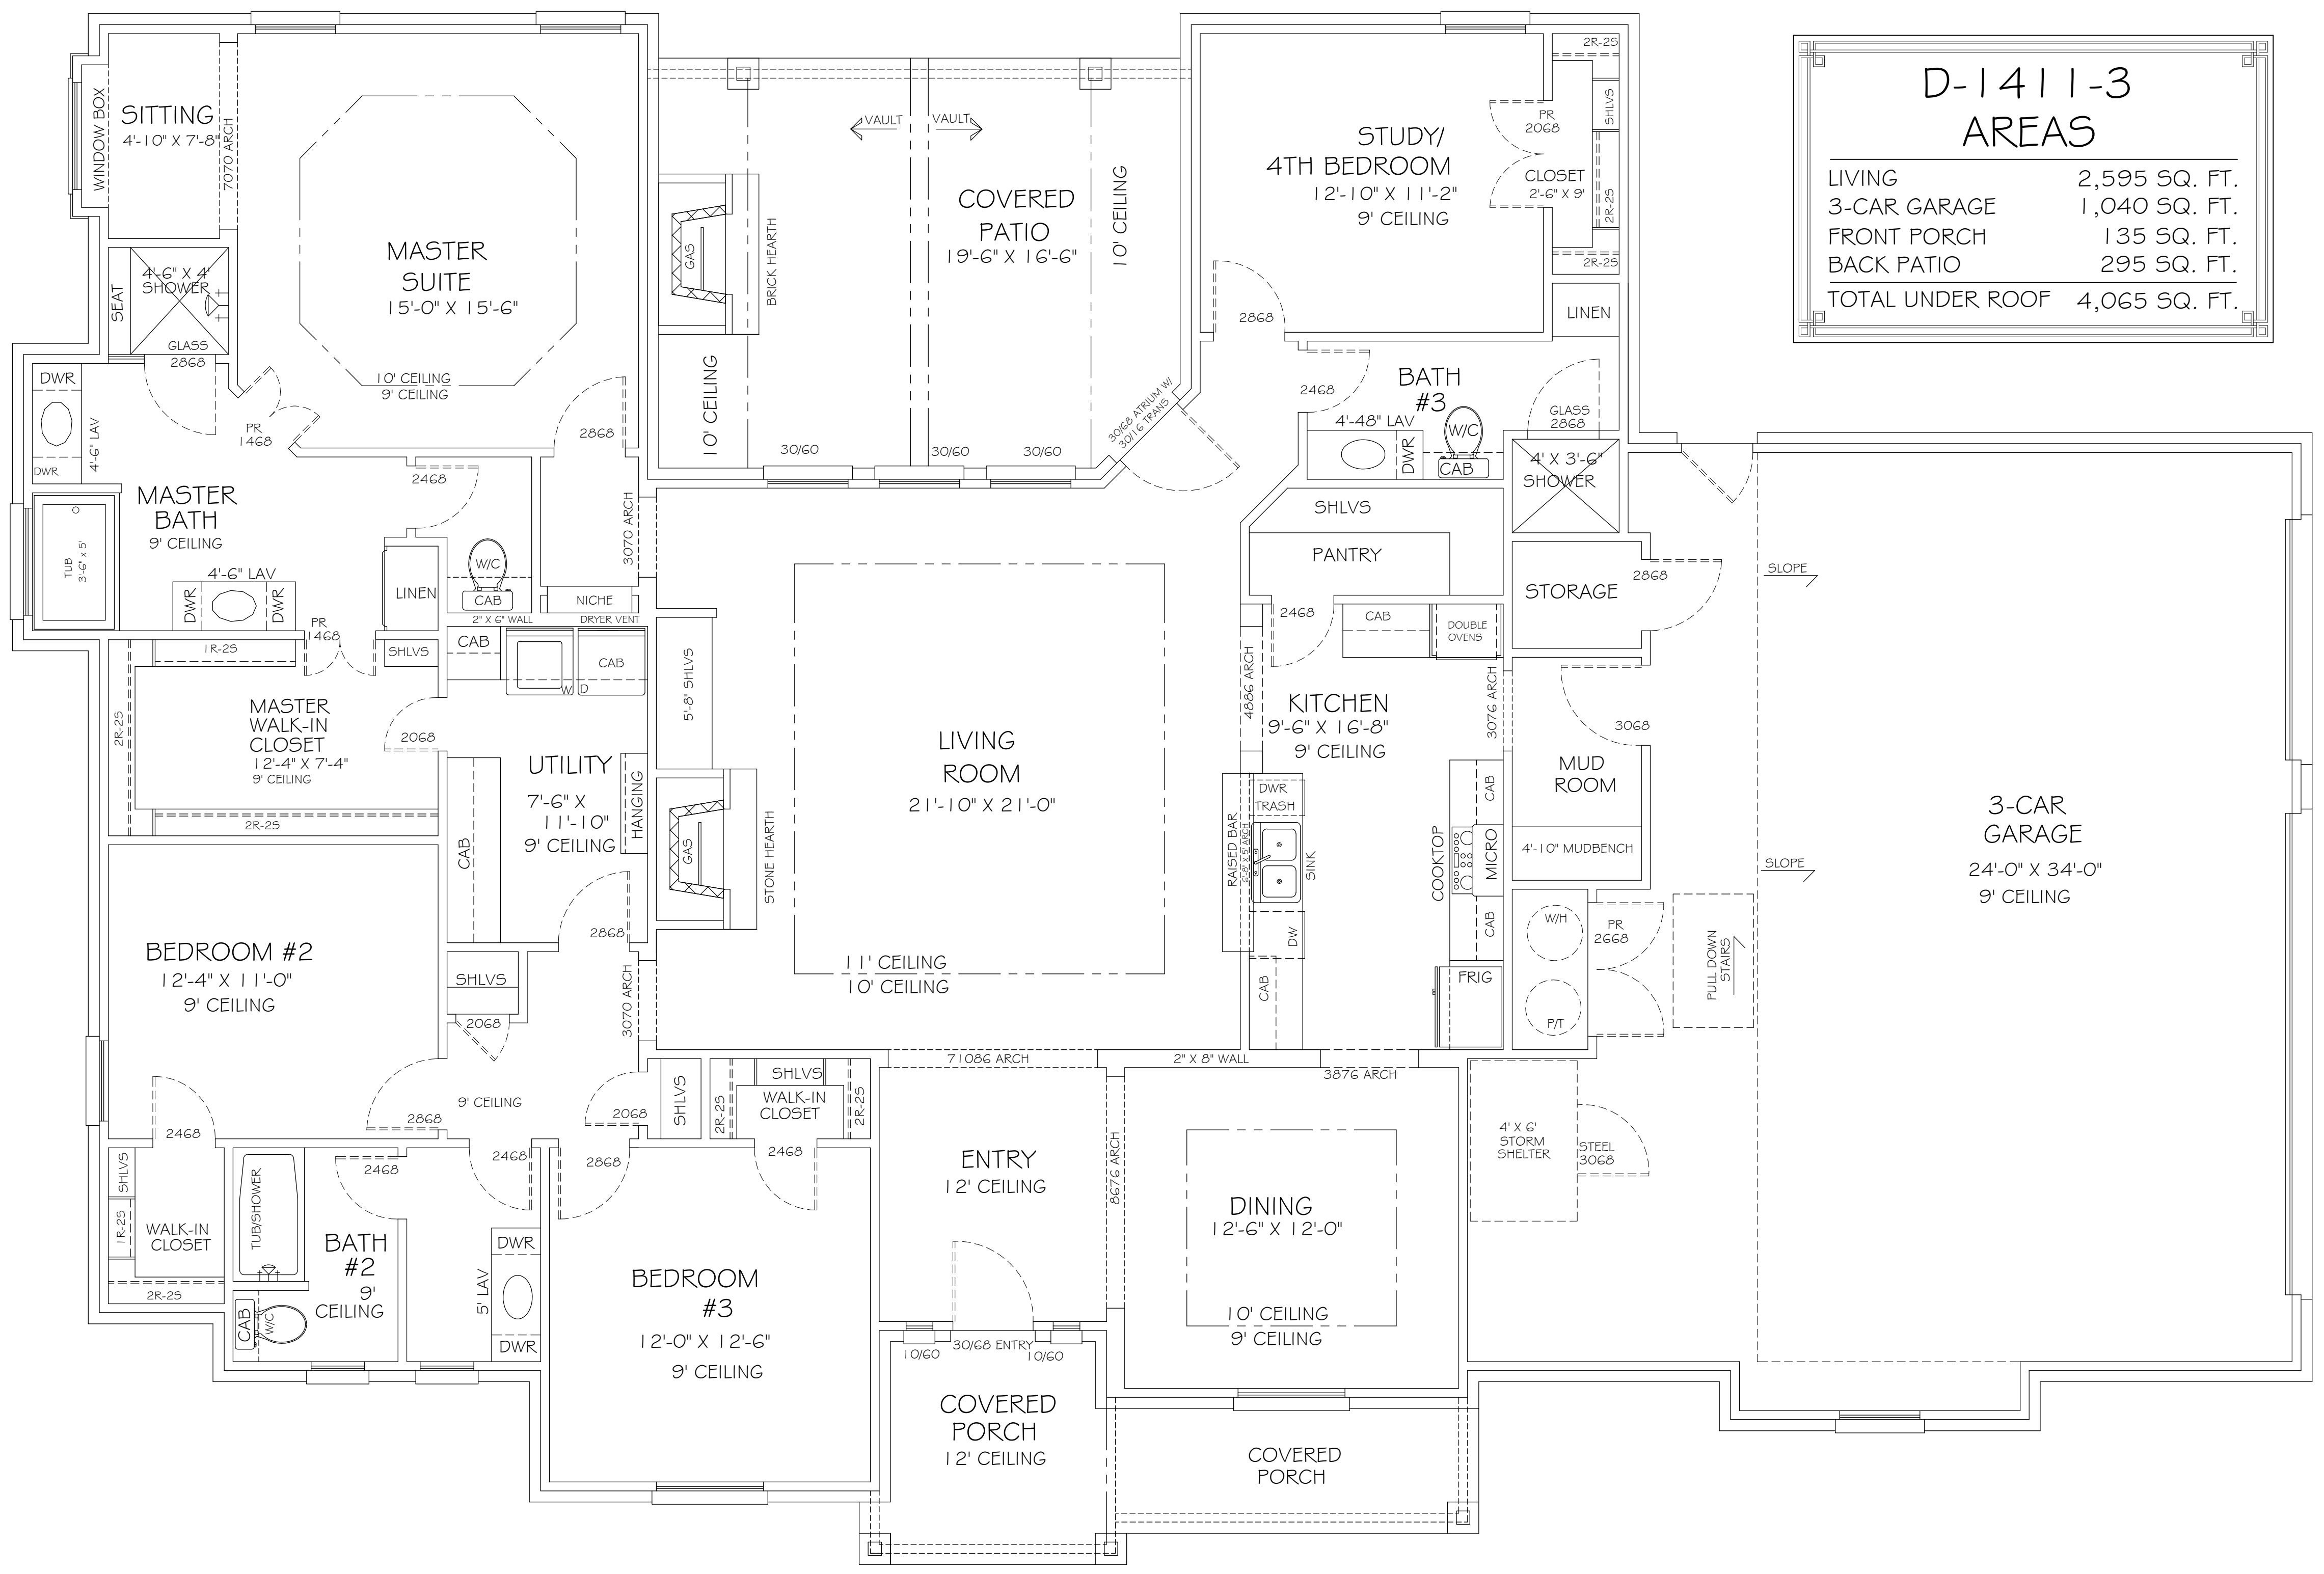 D-1411-3
AREAS
LIVING 2,595 SQ. FT.
3-CAR GARAGE 1,040 SQ. FT.
FRONT PORCH 135 SQ. FT.
BACK PATIO 295 SQ. FT.
TOTAL UNDER ROOF 4,065 SQ. FT.
WINDOW BOX
SITTING
4'-10" X 7'-8"
7070 ARCH
MASTER
SUITE
15'-0" X 15'-6"
10' CEILING
9' CEILING
2868
SEAT
4'-6" X 4'
SHOWER
GLASS
2868
PR
1468
DWR
4'-6" LAV
DWR
MASTER
BATH
9' CEILING
TUB
3'-6" x 5'
4'-6" LAV
DWR
DWR
2468
LINEN
W/C
CAB
3070 ARCH
NICHE
2" X 6" WALL
DRYER VENT
PR
1468
1R-2S
SHLVS
2R-2S
MASTER
WALK-IN
CLOSET
12'-4" X 7'-4"
9' CEILING
2R-2S
2068
CAB
W D
CAB
UTILITY
7'-6" X
11'-10"
9' CEILING
HANGING
CAB
2868
5'-8" SHLVS
GAS
STONE HEARTH
VAULT
VAULT
COVERED
PATIO
19'-6" X 16'-6"
10' CEILING
10' CEILING
GAS
BRICK HEARTH
30/60
30/60
30/60
30/68 ATRIUM W/
30/16 TRANS
LIVING
ROOM
21'-10" X 21'-0"
11' CEILING
10' CEILING
STUDY/
4TH BEDROOM
12'-10" X 11'-2"
9' CEILING
2868
PR
2068
CLOSET
2'-6" X 9'
2R-2S
SHLVS
2R-2S
2R-2S
LINEN
2468
BATH
#3
4'-48" LAV
DWR
W/C
CAB
GLASS
2868
4' X 3'-6"
SHOWER
SHLVS
PANTRY
2468
CAB
DOUBLE
OVENS
4886 ARCH
KITCHEN
9'-6" X 16'-8"
9' CEILING
3076 ARCH
DWR
TRASH
RAISED BAR
SINK
DW
CAB
COOKTOP
MICRO
CAB
CAB
FRIG
STORAGE
2868
3068
MUD
ROOM
4'-10" MUDBENCH
W/H
P/T
PR
2668
PULL DOWN
STAIRS
SLOPE
SLOPE
3-CAR
GARAGE
24'-0" X 34'-0"
9' CEILING
4' X 6'
STORM
SHELTER
STEEL
3068
BEDROOM #2
12'-4" X 11'-0"
9' CEILING
2468
2868
SHLVS
2068
9' CEILING
3070 ARCH
2068
SHLVS
2R-2S
SHLVS
WALK-IN
CLOSET
2R-2S
2468
SHLVS
1R-2S
WALK-IN
CLOSET
2R-2S
TUB/SHOWER
2468
BATH
#2
9'
CEILING
CAB
W/C
2468
DWR
5' LAV
DWR
2868
BEDROOM
#3
12'-0" X 12'-6"
9' CEILING
71086 ARCH
2" X 8" WALL
3876 ARCH
ENTRY
12' CEILING
8676 ARCH
DINING
12'-6" X 12'-0"
10' CEILING
9' CEILING
10/60
30/68 ENTRY
10/60
COVERED
PORCH
12' CEILING
COVERED
PORCH